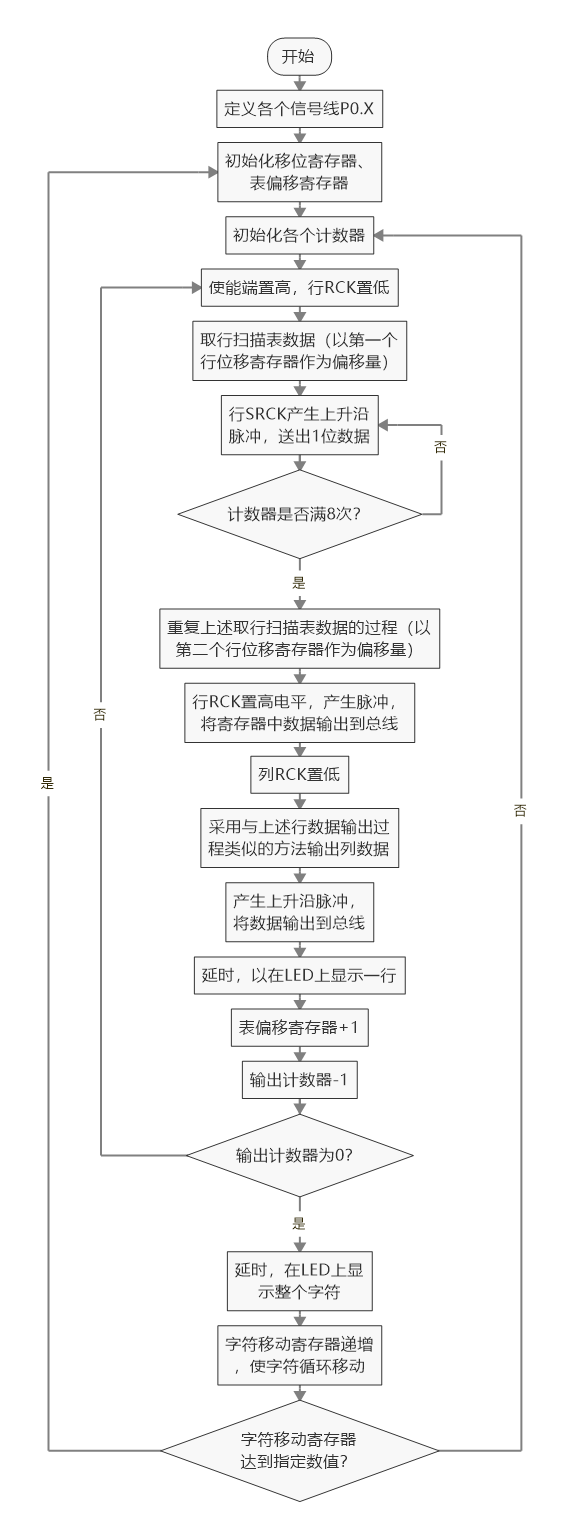 开始
定义各个信号线P0.X
初始化移位寄存器、
表偏移寄存器
初始化各个计数器
使能端置高，行RCK置低
取行扫描表数据（以第一个
行位移寄存器作为偏移量）
行SRCK产生上升沿
脉冲，送出1位数据
否
计数器是否满8次？
是
重复上述取行扫描表数据的过程（以
第二个行位移寄存器作为偏移量）
行RCK置高电平，产生脉冲，
将寄存器中数据输出到总线
否
列RCK置低
是
否
采用与上述行数据输出过
程类似的方法输出列数据
产生上升沿脉冲，
将数据输出到总线
延时，以在LED上显示一行
表偏移寄存器+1
输出计数器-1
输出计数器为0？
是
延时，在LED上显
示整个字符
字符移动寄存器递增
，使字符循环移动
字符移动寄存器
达到指定数值？